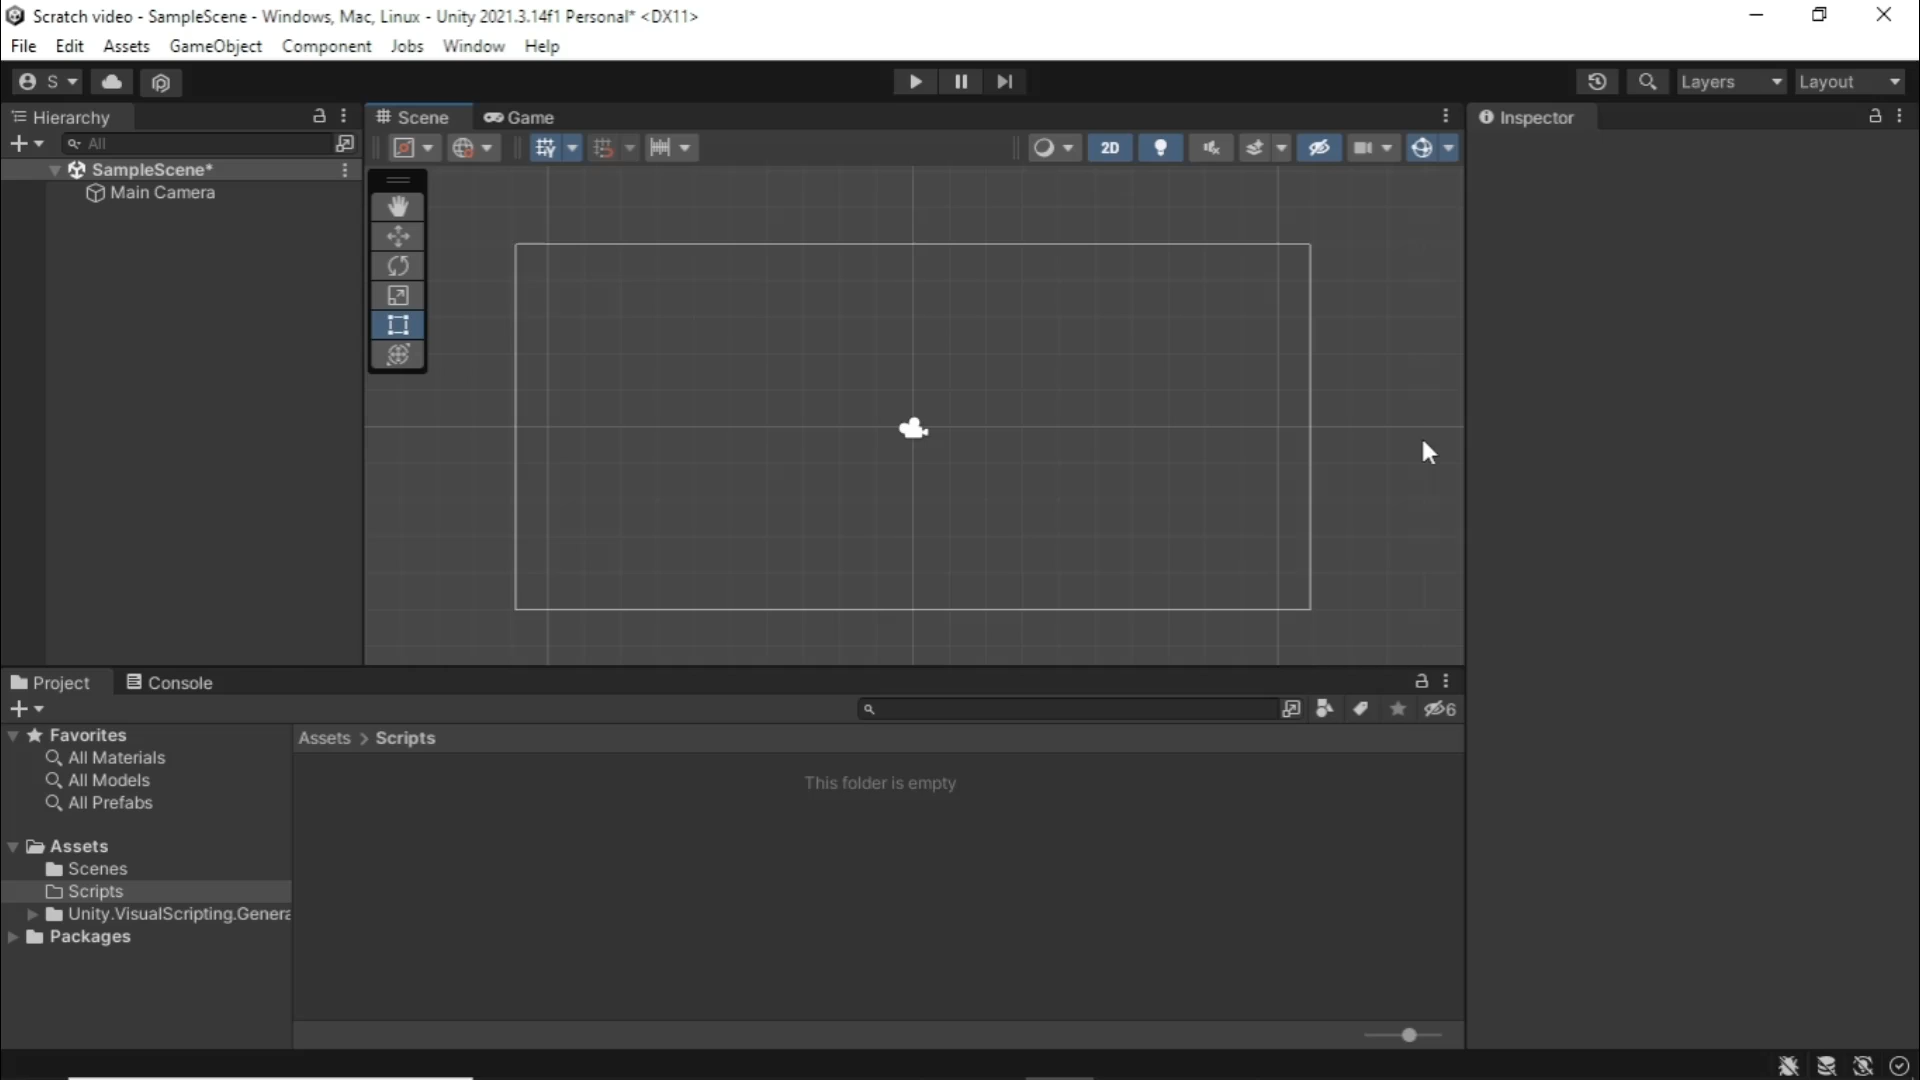 Scratch video - SampleScene - Windows, Mac, Linux - Unity 2021.3.14f1 Personal* <DX11>
File Edit Assets GameObject Component Jobs Window Help
S Layers Layout
Hierarchy
All
SampleScene*
Main Camera
Scene Game
2D
Inspector
Project Console
6
Favorites
All Materials
All Models
All Prefabs
Assets
Scenes
Scripts
Unity.VisualScripting.Genera
Packages
Assets > Scripts
This folder is empty